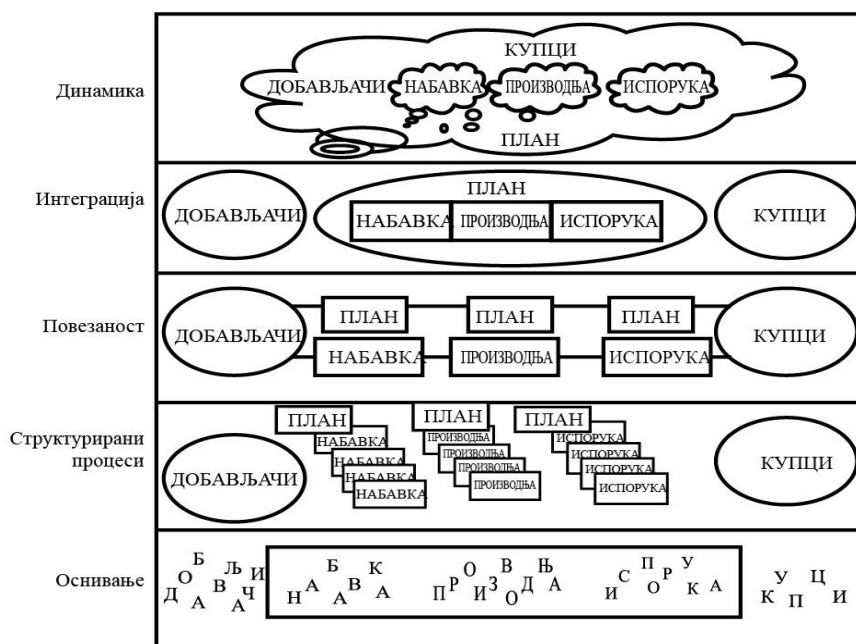 КУПЦИ
Динамика
ДОБАВЉАЧИ
НАБАВКА
ПРОИЗВОДЊА
ИСПОРУКА
ПЛАН
Интеграција
ДОБАВЉАЧИ
ПЛАН
НАБАВКА
ПРОИЗВОДЊА
ИСПОРУКА
КУПЦИ
Повезаност
ДОБАВЉАЧИ
ПЛАН
ПЛАН
ПЛАН
НАБАВКА
ПРОИЗВОДЊА
ИСПОРУКА
КУПЦИ
Структурирани
процеси
ДОБАВЉАЧИ
ПЛАН
НАБАВКА
НАБАВКА
НАБАВКА
НАБАВКА
ПЛАН
ПРОИЗВОДЊА
ПРОИЗВОДЊА
ПРОИЗВОДЊА
ПРОИЗВОДЊА
ПЛАН
ИСПОРУКА
ИСПОРУКА
ИСПОРУКА
ИСПОРУКА
КУПЦИ
Оснивање
Д О Б А В Љ А Ч И
Н А Б А В К А
П Р О И З В О Д Њ А
И С П О Р У К А
К У П Ц И